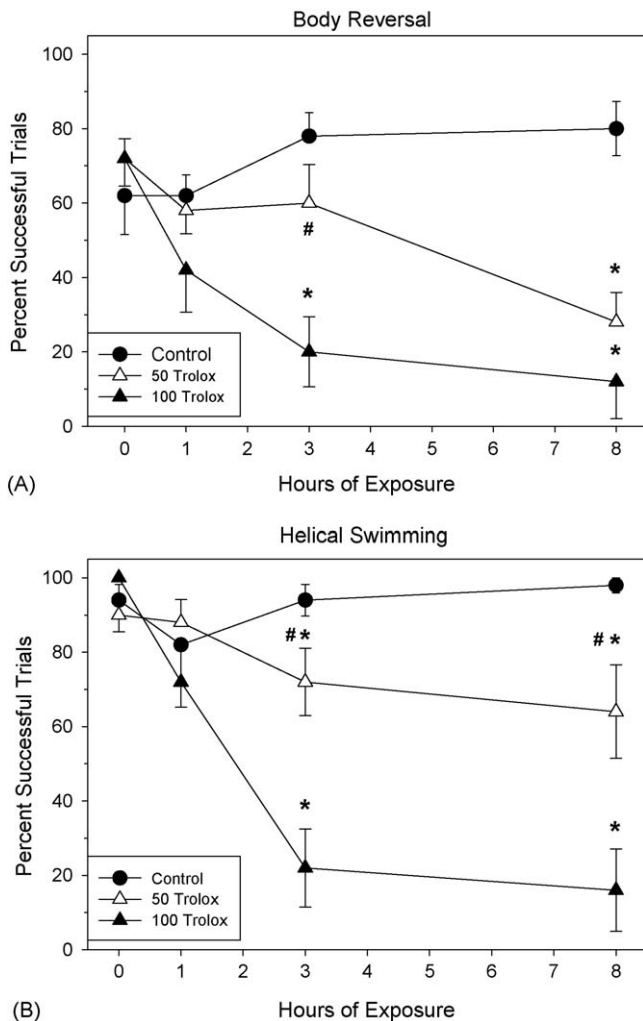 Body Reversal
100
80
60
40
20
0
Percent Successful Trials
#
*
*
*
Control
50 Trolox
100 Trolox
0 1 2 3 4 5 6 7 8
(A)
Hours of Exposure
Helical Swimming
100
80
60
40
20
0
Percent Successful Trials
# *
# *
*
*
Control
50 Trolox
100 Trolox
0 1 2 3 4 5 6 7 8
(B)
Hours of Exposure